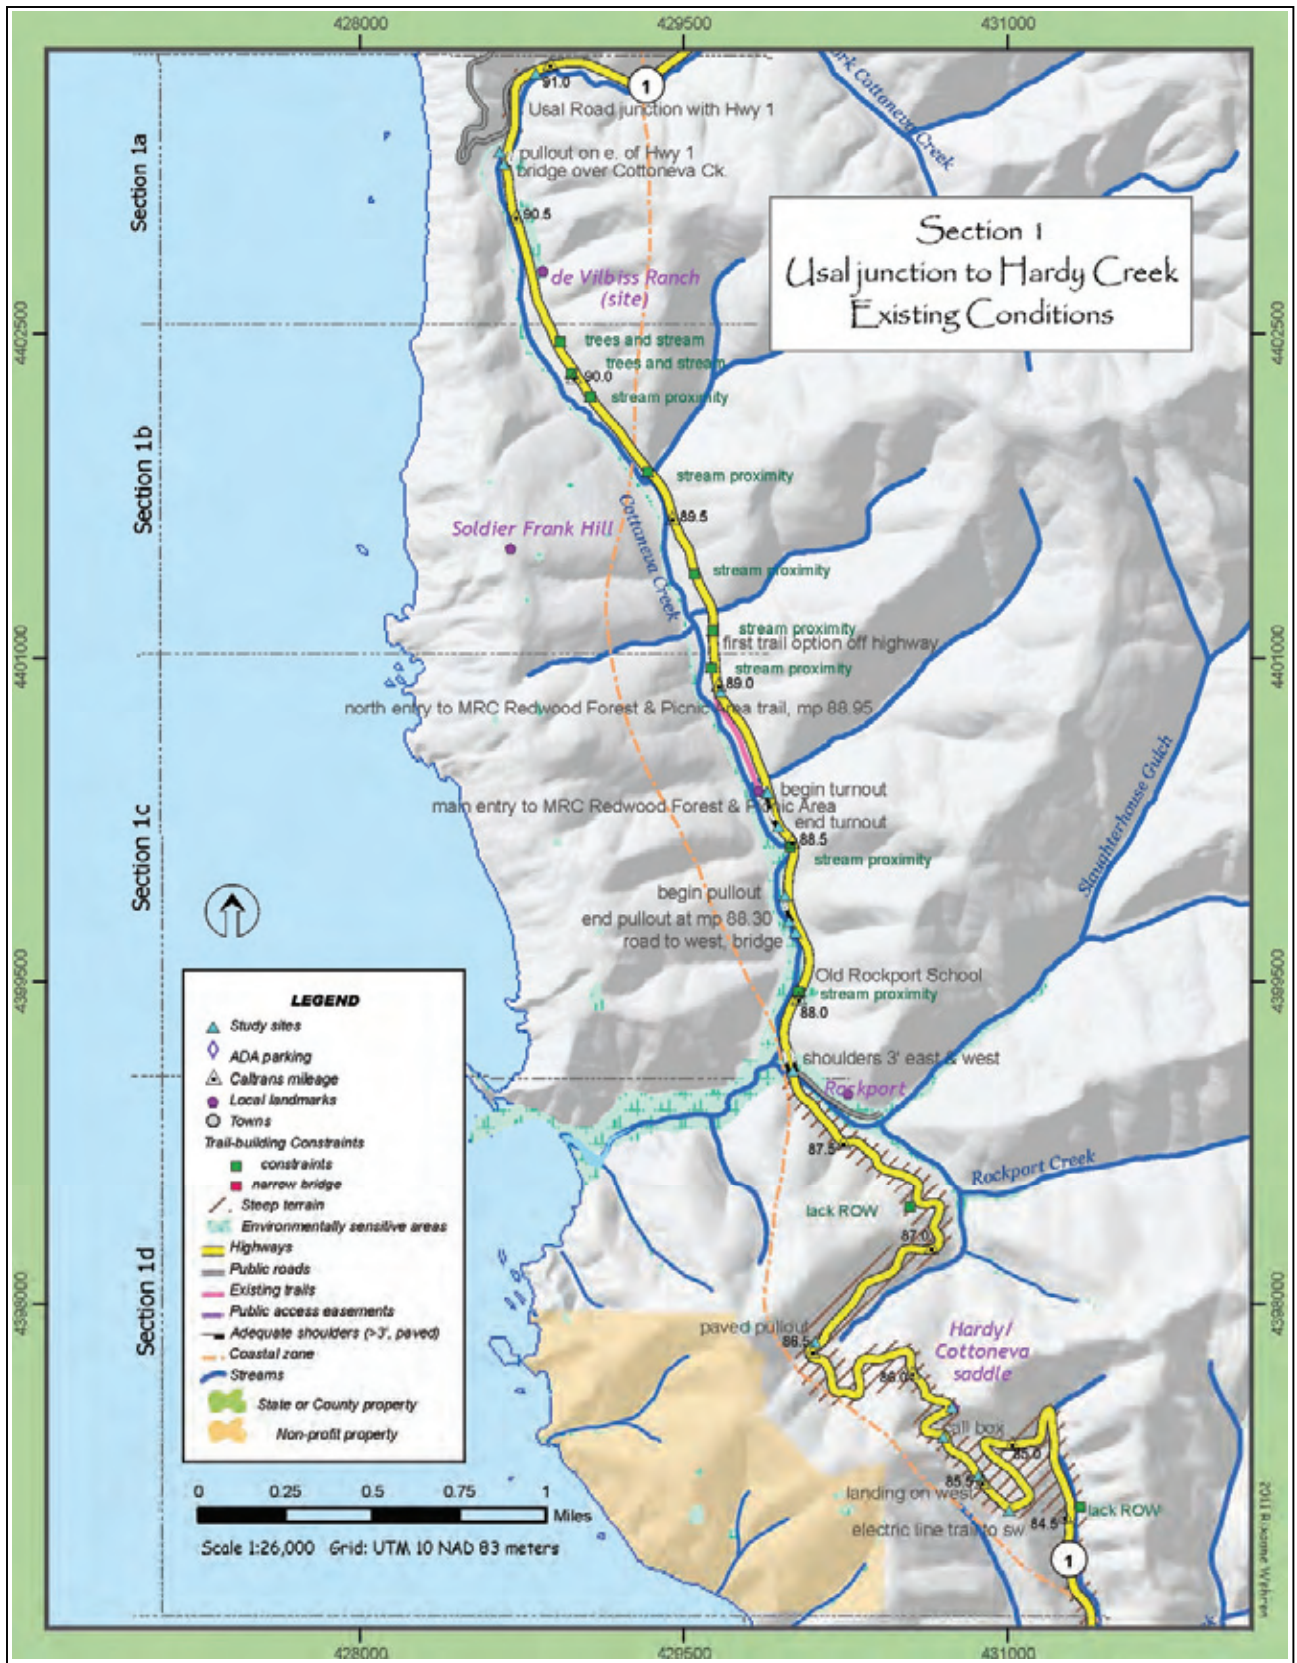 428000
429500
431000
4402500
4401000
4399500
4398000
4402500
4401000
4399500
4398000
428000
429500
431000
Section 1a
Section 1b
Section 1c
Section 1d
Section 1
Usal junction to Hardy Creek
Existing Conditions
1
91.0
Usal Road junction with Hwy 1
pullout on e. of Hwy 1
bridge over Cottoneva Ck.
90.5
de Vilbiss Ranch
(site)
Cottoneva Creek
trees and stream
trees and stream
90.0
stream proximity
stream proximity
89.5
Soldier Frank Hill
Cottaneva Creek
stream proximity
stream proximity
first trail option off highway
stream proximity
89.0
north entry to MRC Redwood Forest & Picnic Area trail, mp 88.95
begin turnout
main entry to MRC Redwood Forest & Picnic Area
end turnout
88.5
stream proximity
Slaughterhouse Gulch
begin pullout
end pullout at mp 88.30
road to west, bridge
Old Rockport School
stream proximity
88.0
shoulders 3' east & west
Rockport
87.5
Rockport Creek
lack ROW
87.0
paved pullout
86.5
Hardy/
Cottoneva
saddle
86.0
call box
85.0
85.5
landing on west
electric line trail to sw
84.5
lack ROW
1
LEGEND
Study sites
ADA parking
Caltrans mileage
Local landmarks
Towns
Trail-building Constraints
constraints
narrow bridge
Steep terrain
Environmentally sensitive areas
Highways
Public roads
Existing trails
Public access easements
Adequate shoulders (>3', paved)
Coastal zone
Streams
State or County property
Non-profit property
0 0.25 0.5 0.75 1
Miles
Scale 1:26,000 Grid: UTM 10 NAD 83 meters
2011 Rixanne Wehren